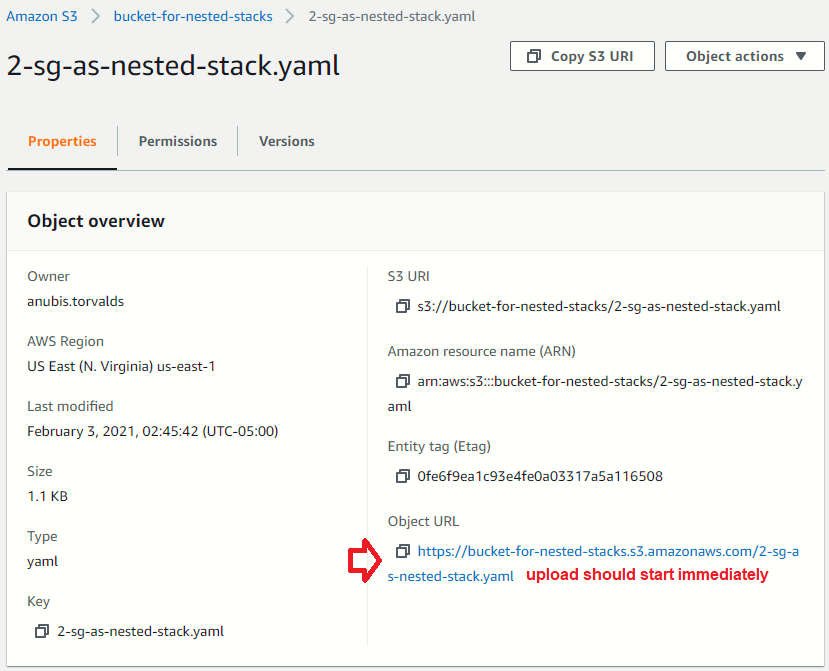 Amazon S3 > bucket-for-nested-stacks > 2-sg-as-nested-stack.yaml
2-sg-as-nested-stack.yaml
Copy S3 URI
Object actions ▼
Properties
Permissions
Versions
Object overview
Owner
anubis.torvalds
AWS Region
US East (N. Virginia) us-east-1
Last modified
February 3, 2021, 02:45:42 (UTC-05:00)
Size
1.1 KB
Type
yaml
Key
2-sg-as-nested-stack.yaml
S3 URI
s3://bucket-for-nested-stacks/2-sg-as-nested-stack.yaml
Amazon resource name (ARN)
arn:aws:s3:::bucket-for-nested-stacks/2-sg-as-nested-stack.y
aml
Entity tag (Etag)
0fe6f9ea1c93e4fe0a03317a5a116508
Object URL
https://bucket-for-nested-stacks.s3.amazonaws.com/2-sg-a
s-nested-stack.yaml upload should start immediately